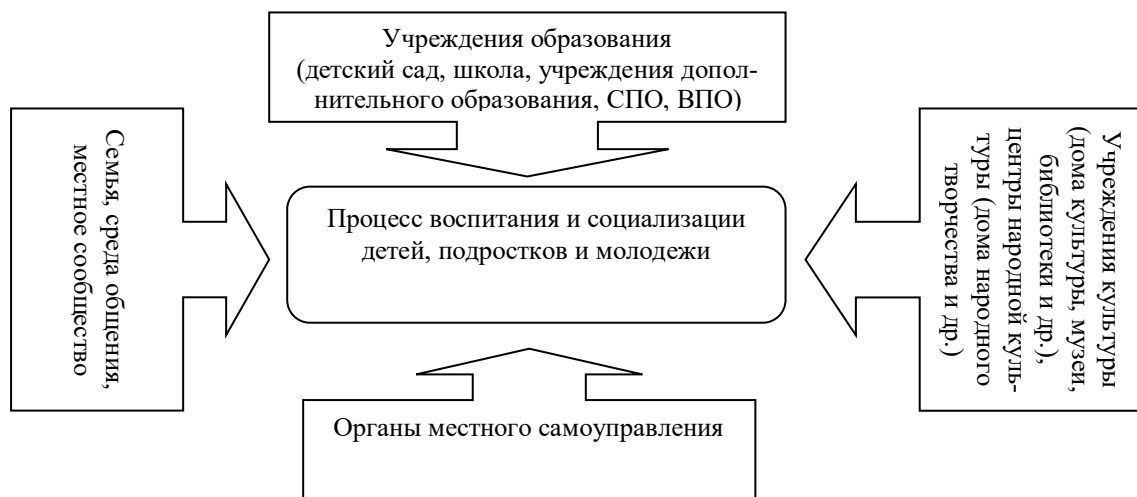 Учреждения образования
(детский сад, школа, учреждения допол-
нительного образования, СПО, ВПО)
Семья, среда общения,
местное сообщество
Процесс воспитания и социализации
детей, подростков и молодежи
Учреждения культуры
(дома культуры, музеи,
библиотеки и др.),
центры народной куль-
туры (дома народного
творчества и др.)
Органы местного самоуправления